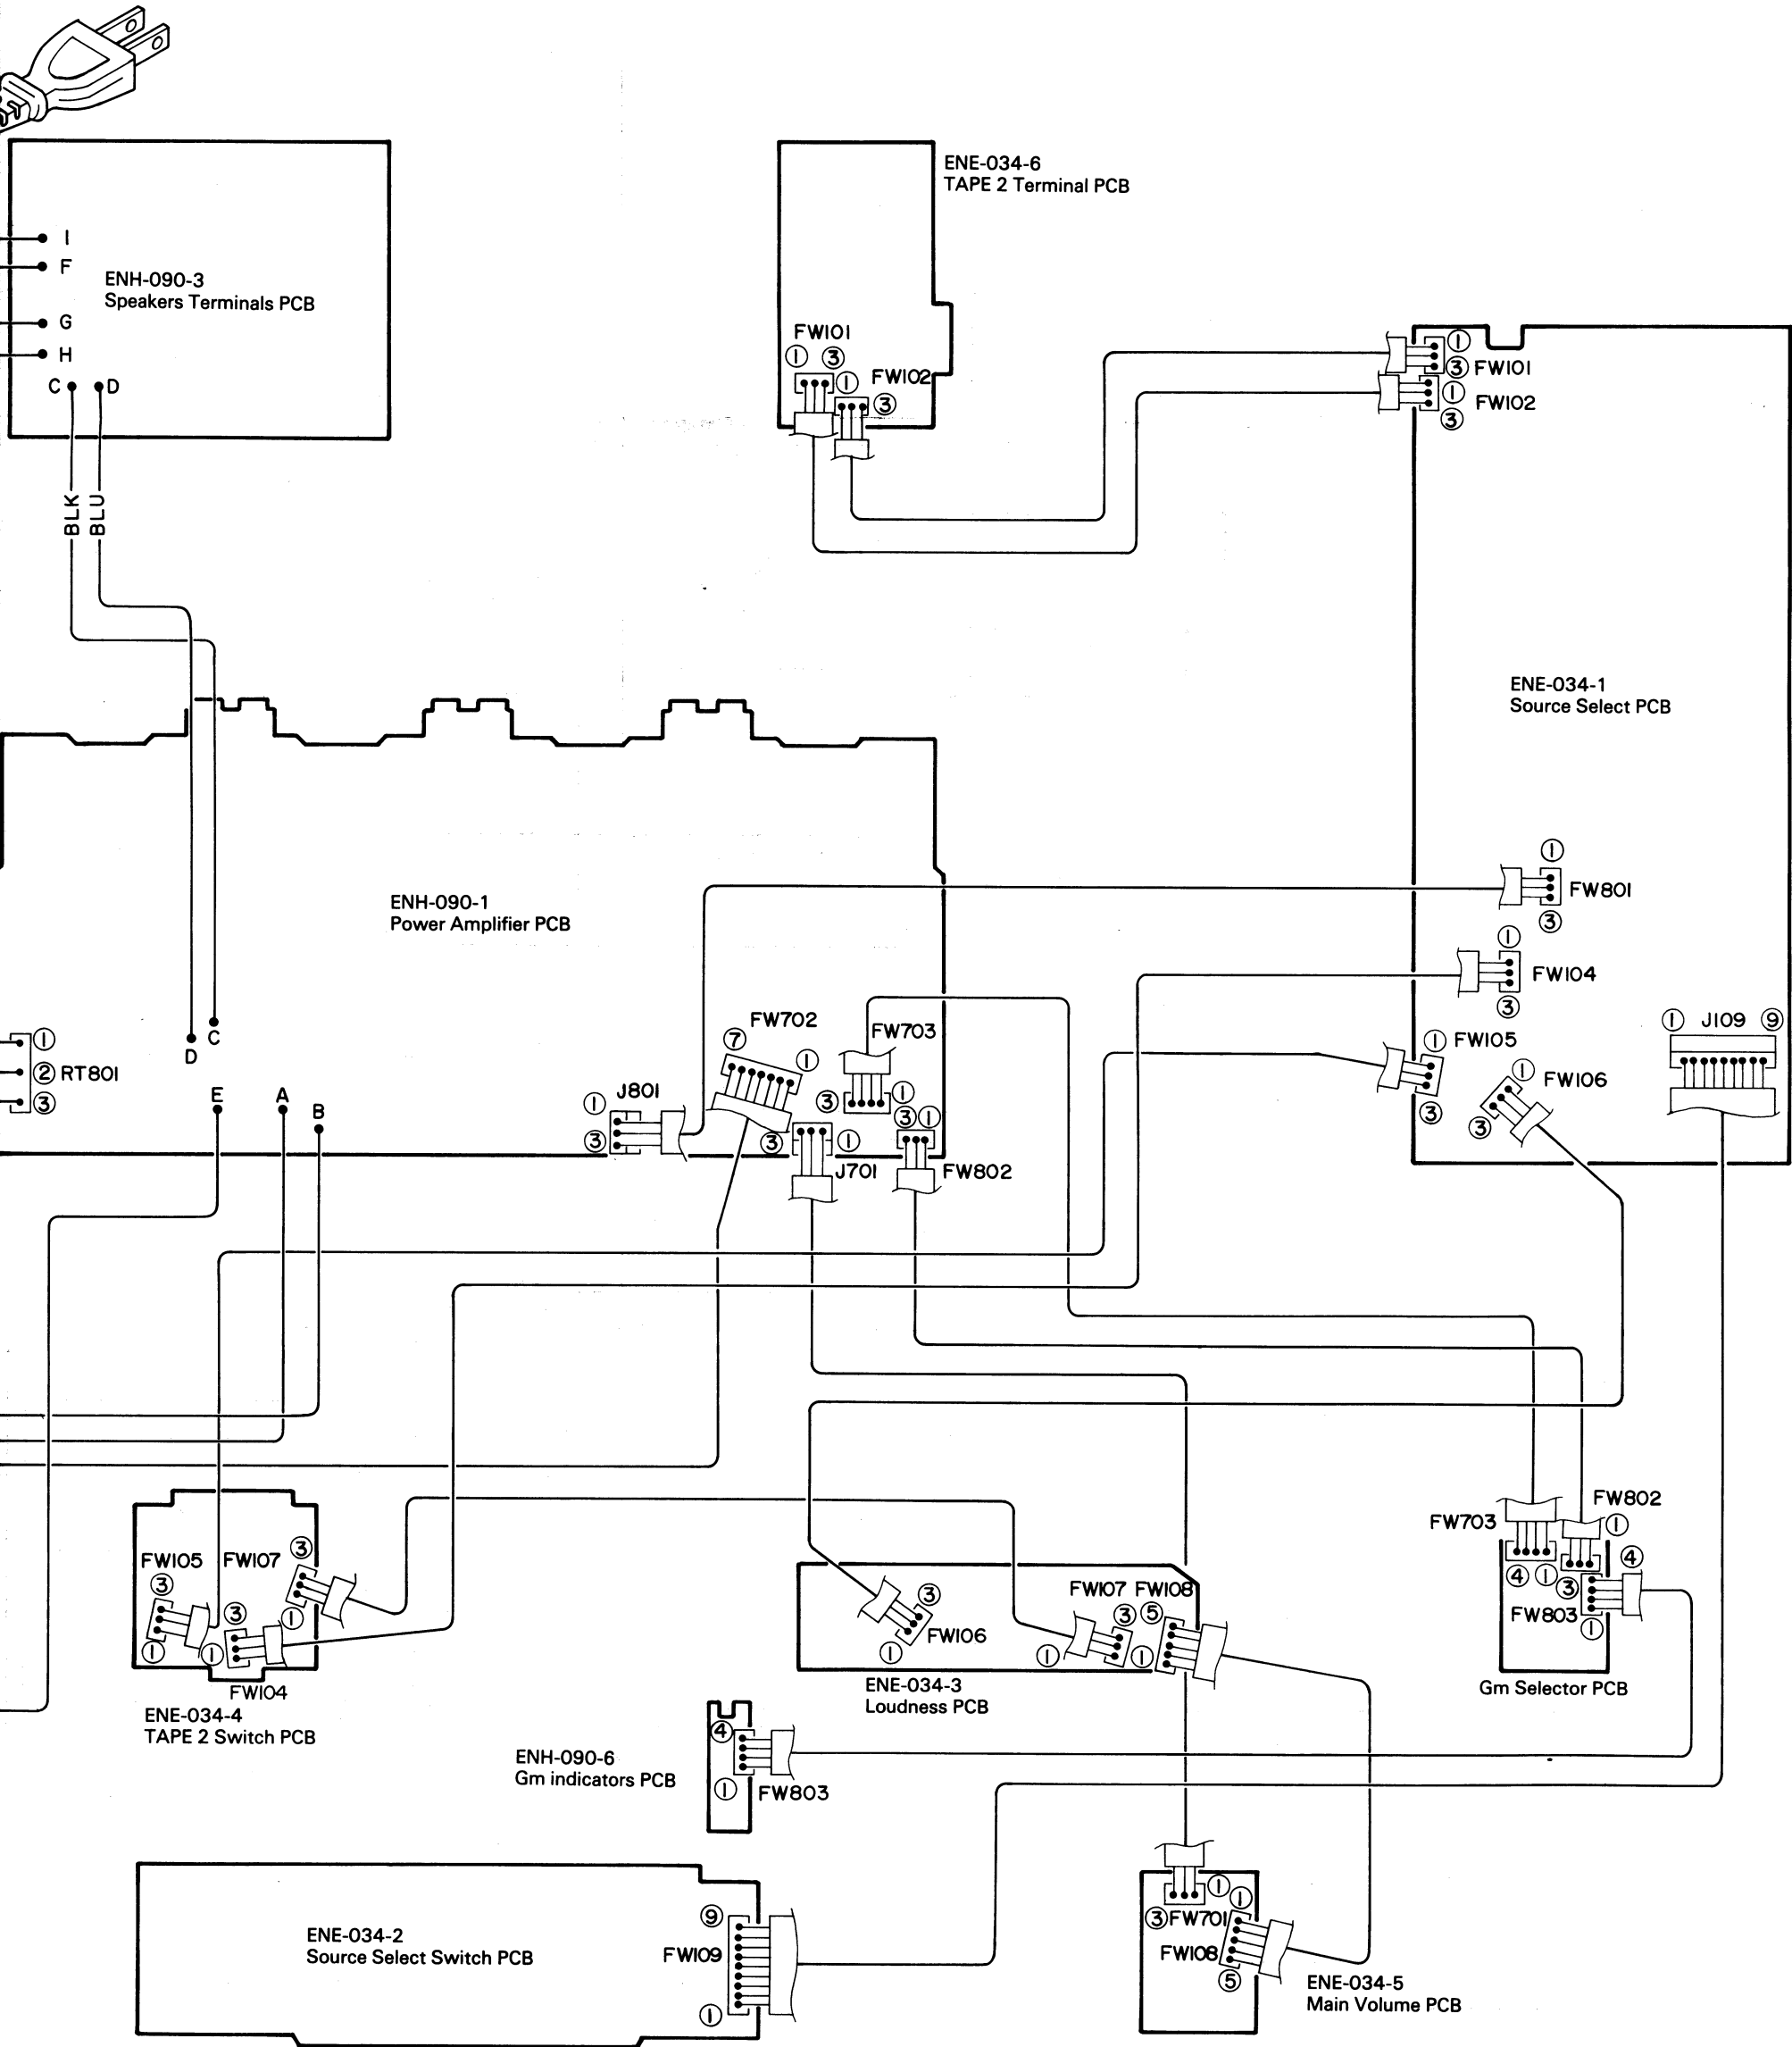 ENE-034-6
TAPE 2 Terminal PCB
I
F
ENH-090-3
Speakers Terminals PCB
G
H
C
D
FW101
① ③
①
FW102
③
①
③ FW101
①
FW102
③
BLK
BLU
ENE-034-1
Source Select PCB
ENH-090-1
Power Amplifier PCB
①
FW801
③
①
FW104
③
① J109 ⑨
① FW105
③
① FW106
③
FW702
⑦
①
FW703
③
①
C
D
①
② RT801
③
E
A
B
J801
①
③
③
①
J701
③ ①
FW802
FW802
①
FW703
④ ①
③
④
FW803
①
Gm Selector PCB
FW105 FW107
③
③
①
③
①
①
FW104
ENE-034-4
TAPE 2 Switch PCB
FW107 FW108
③
FW106
①
③
①
⑤
①
ENE-034-3
Loudness PCB
④
ENH-090-6
Gm indicators PCB
①
FW803
①
③ FW701
①
FW108
⑤
ENE-034-5
Main Volume PCB
⑨
ENE-034-2
Source Select Switch PCB
FW109
①